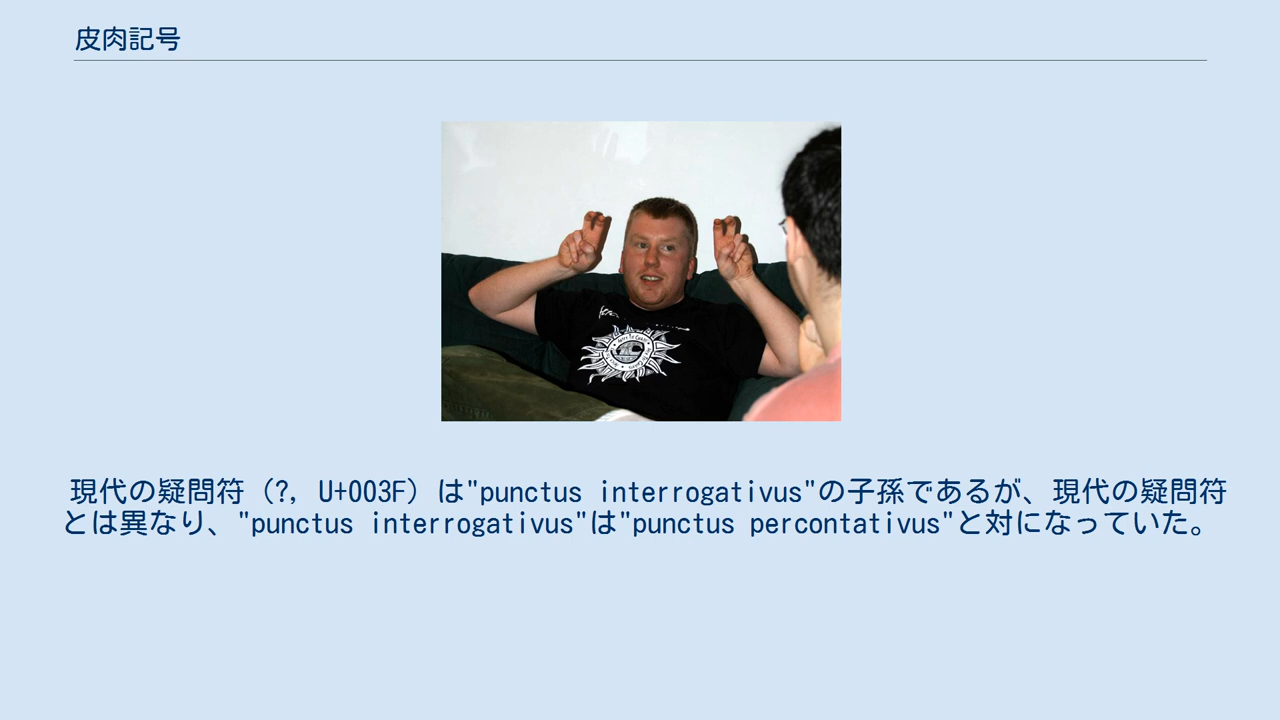 皮肉記号
現代の疑問符（?, U+003F）は"punctus interrogativus"の子孫であるが、現代の疑問符
とは異なり、"punctus interrogativus"は"punctus percontativus"と対になっていた。